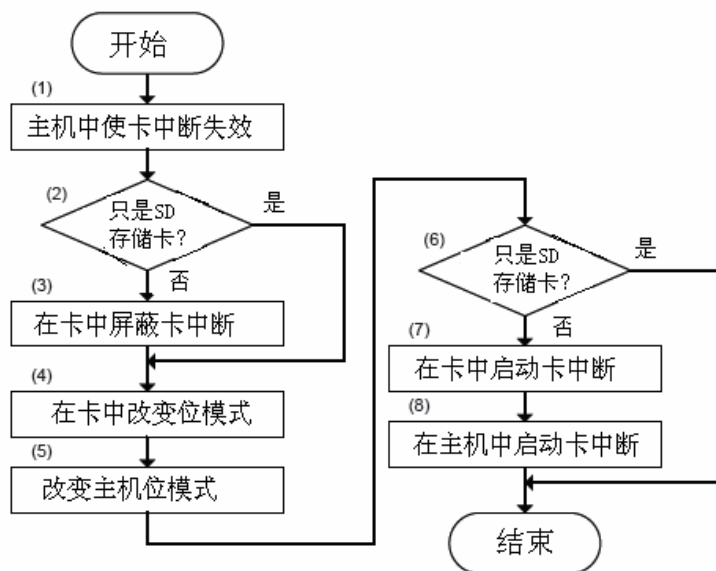 开始
(1)
主机中使卡中断失效
(2)
只是SD
存储卡?
是
否
(3)
在卡中屏蔽卡中断
(4)
在卡中改变位模式
(5)
改变主机位模式
(6)
只是SD
存储卡?
是
否
(7)
在卡中启动卡中断
(8)
在主机中启动卡中断
结束